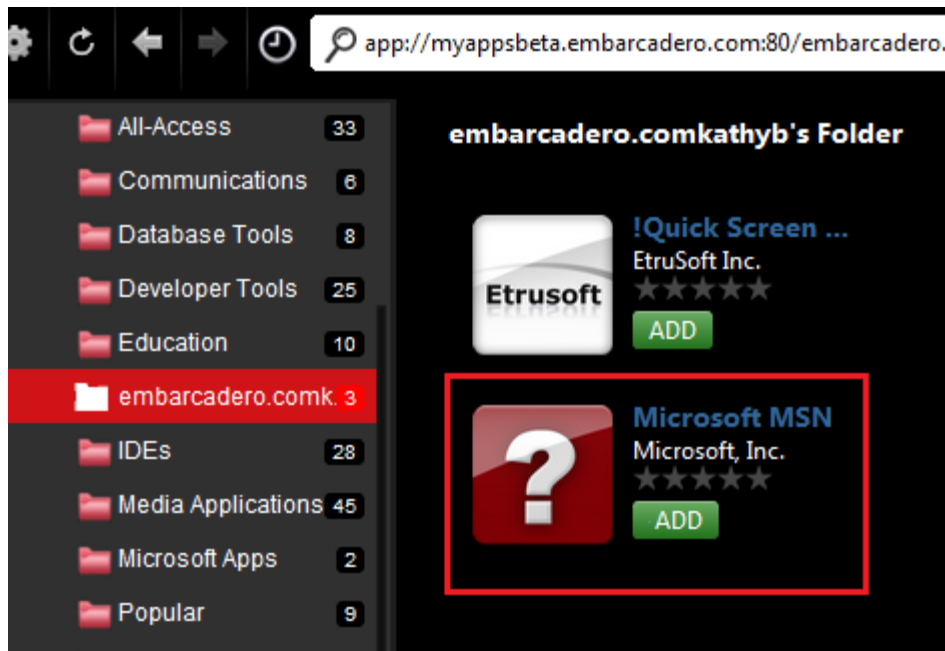 app://myappsbeta.embarcadero.com:80/embarcadero.
All-Access 33
Communications 6
Database Tools 8
Developer Tools 25
Education 10
embarcadero.comk. 3
IDEs 28
Media Applications 45
Microsoft Apps 2
Popular 9
embarcadero.comkathyb's Folder
Etrusoft
!Quick Screen ...
EtruSoft Inc.
ADD
?
Microsoft MSN
Microsoft, Inc.
ADD